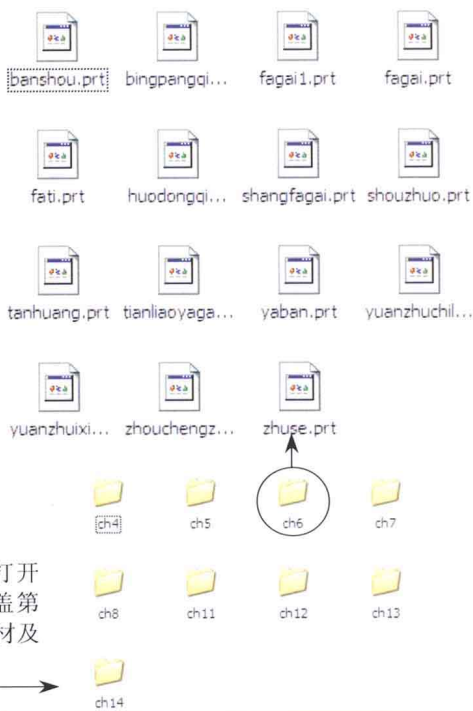 banshou.prt bingpangqi... fagai1.prt fagai.prt
fati.prt huodongqi... shangfagai.prt shouzhuo.prt
tanhuang.prt tianliaoyaga... yaban.prt yuanzhuchil...
yuanzhuixi... zhouchengz... zhuse.prt
ch4 ch5 ch6 ch7
打开
盖第
材及
ch8 ch11 ch12 ch13
ch14